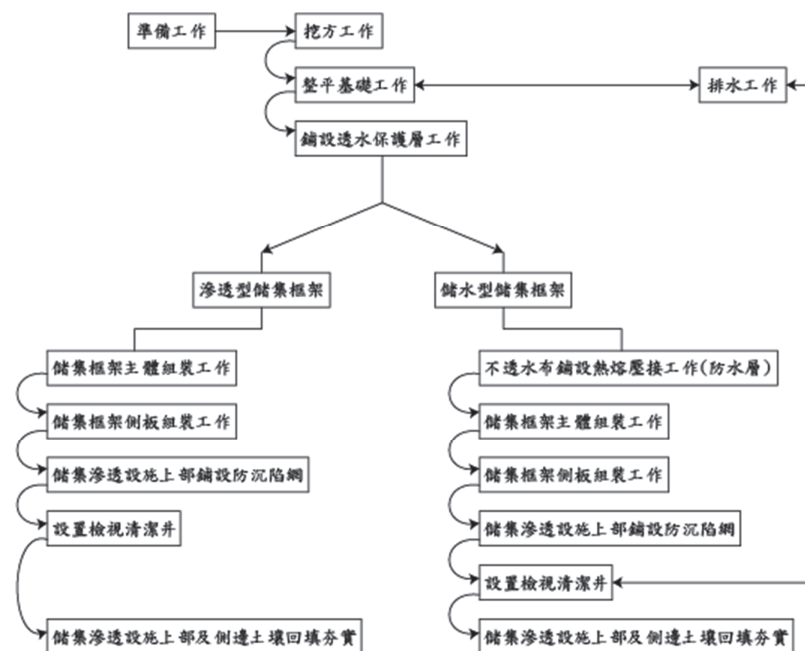 準備工作
挖方工作
整平基礎工作
排水工作
鋪設透水保護層工作
滲透型儲集框架
儲水型儲集框架
儲集框架主體組裝工作
儲集框架側板組裝工作
儲集滲透設施上部鋪設防沉陷網
設置檢視清潔井
儲集滲透設施上部及側邊土壤回填夯實
不透水布鋪設熱熔壓接工作(防水層)
儲集框架主體組裝工作
儲集框架側板組裝工作
儲集滲透設施上部鋪設防沉陷網
設置檢視清潔井
儲集滲透設施上部及側邊土壤回填夯實